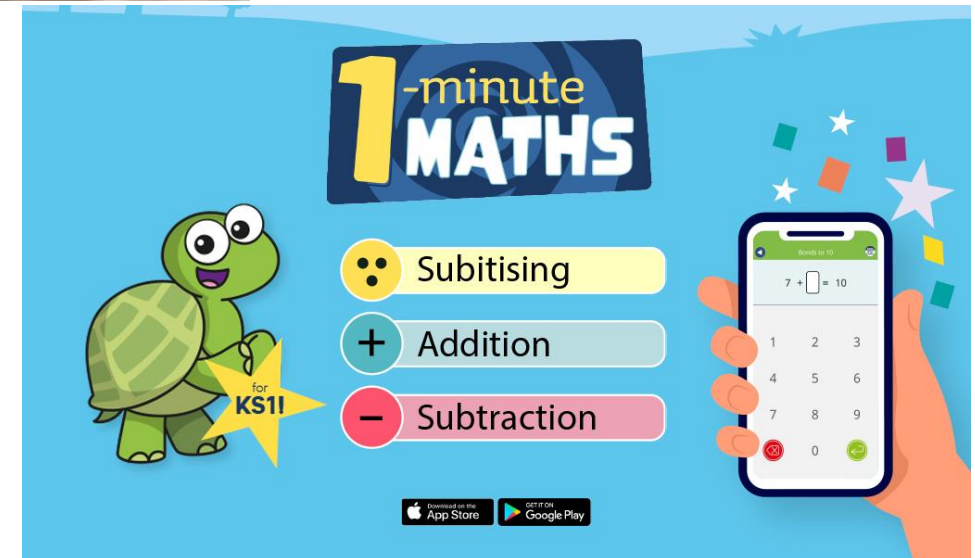 1-minute
MATHS
Subitising
+ Addition
- Subtraction
for
KS1!
Bonds to 10
7 + = 10
1 2 3
4 5 6
7 8 9
0
Download on the
App Store
GET IT ON
Google Play